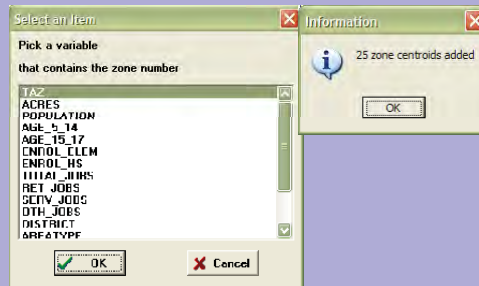 Select an Item
Pick a variable
that contains the zone number
TAZ
ACRES
POPULATION
AGE_5_14
AGE_15_17
ENROL_ELEM
ENROL_HS
TOTAL_JOBS
RET_JOBS
SERV_JOBS
OTH_JOBS
DISTRICT
AREATYPE
OK
Cancel
Information
25 zone centroids added
OK